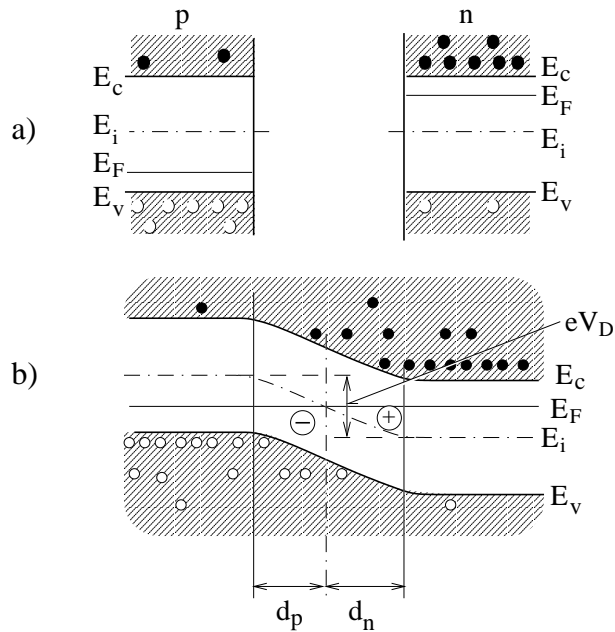 p n
a)
E_c E_c
E_F
E_i E_i
E_F
E_v E_v
b)
eV_D
E_c
E_F
− +
E_i
E_v
d_p d_n